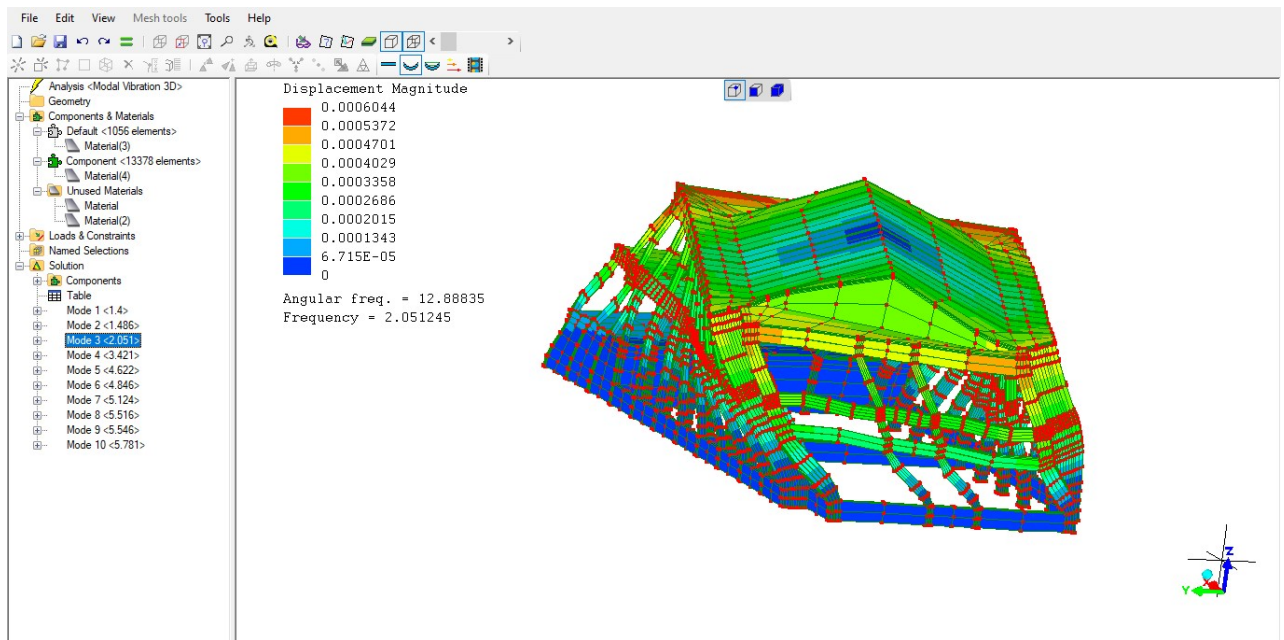 File Edit View Mesh tools Tools Help
Analysis <Modal Vibration 3D>
Geometry
Components & Materials
Default <1056 elements>
Material(3)
Component <13378 elements>
Material(4)
Unused Materials
Material
Material(2)
Loads & Constraints
Named Selections
Solution
Components
Table
Mode 1 <1.4>
Mode 2 <1.486>
Mode 3 <2.051>
Mode 4 <3.421>
Mode 5 <4.622>
Mode 6 <4.846>
Mode 7 <5.124>
Mode 8 <5.516>
Mode 9 <5.546>
Mode 10 <5.781>
Displacement Magnitude
0.0006044
0.0005372
0.0004701
0.0004029
0.0003358
0.0002686
0.0002015
0.0001343
6.715E-05
0
Angular freq. = 12.88835
Frequency = 2.051245
Z
Y